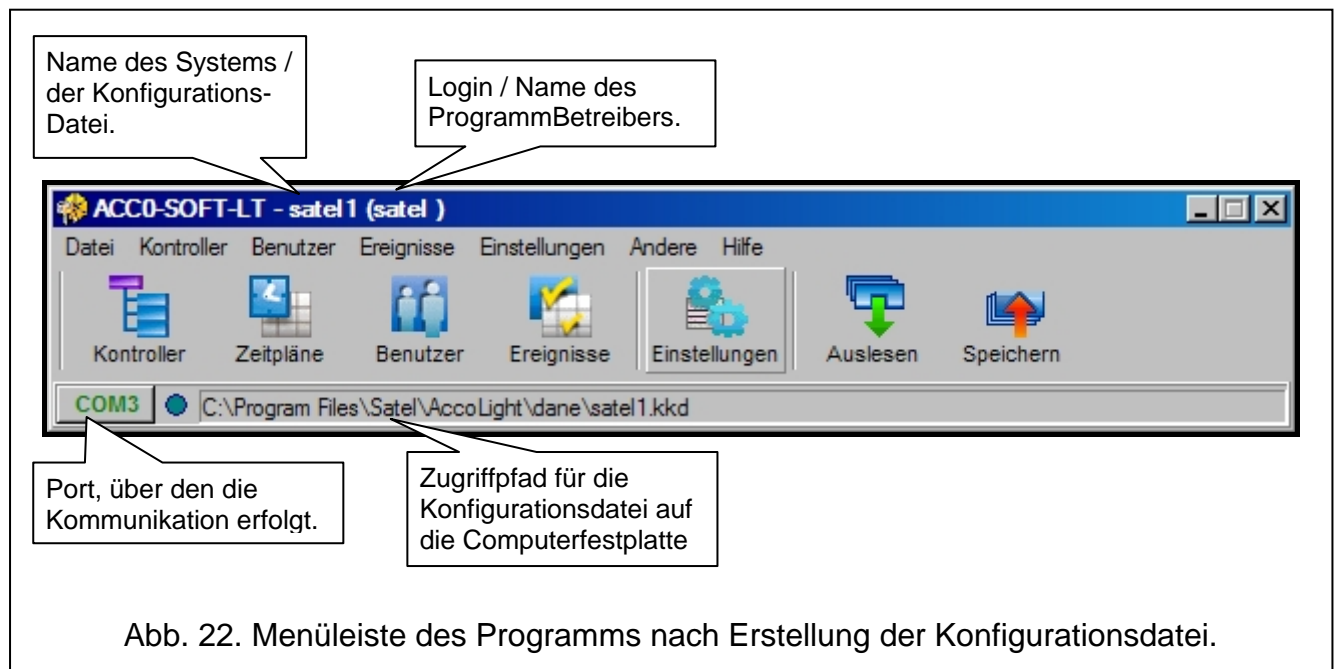 Name des Systems /
der Konfigurations-
Datei.
Login / Name des
ProgrammBetreibers.
ACC0-SOFT-LT - satel1 (satel )
Datei Kontroller Benutzer Ereignisse Einstellungen Andere Hilfe
Kontroller Zeitpläne Benutzer Ereignisse Einstellungen Auslesen Speichern
COM3 C:\Program Files\Satel\AccoLight\dane\satel1.kkd
Port, über den die
Kommunikation erfolgt.
Zugriffpfad für die
Konfigurationsdatei auf
die Computerfestplatte
Abb. 22. Menüleiste des Programms nach Erstellung der Konfigurationsdatei.